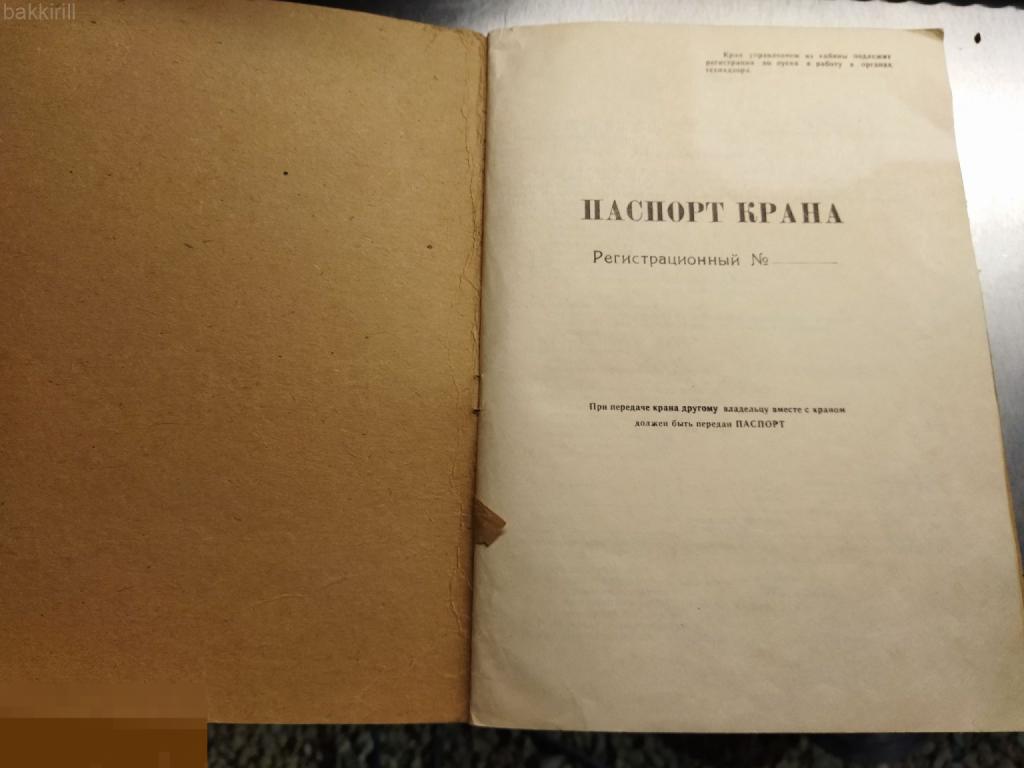 bakkirill
Кран управлением из кабины подлежит
регистрации до пуска в работу в органах
технадзора.
ПАСПОРТ КРАНА
Регистрационный №
При передаче крана другому владельцу вместе с краном
должен быть передан ПАСПОРТ